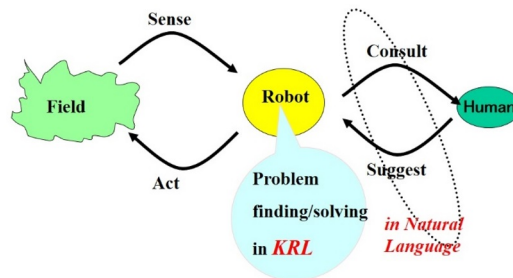 Sense
Consult
Field
Robot
Human
Act
Suggest
Problem
finding/solving
in KRL
in Natural
Language